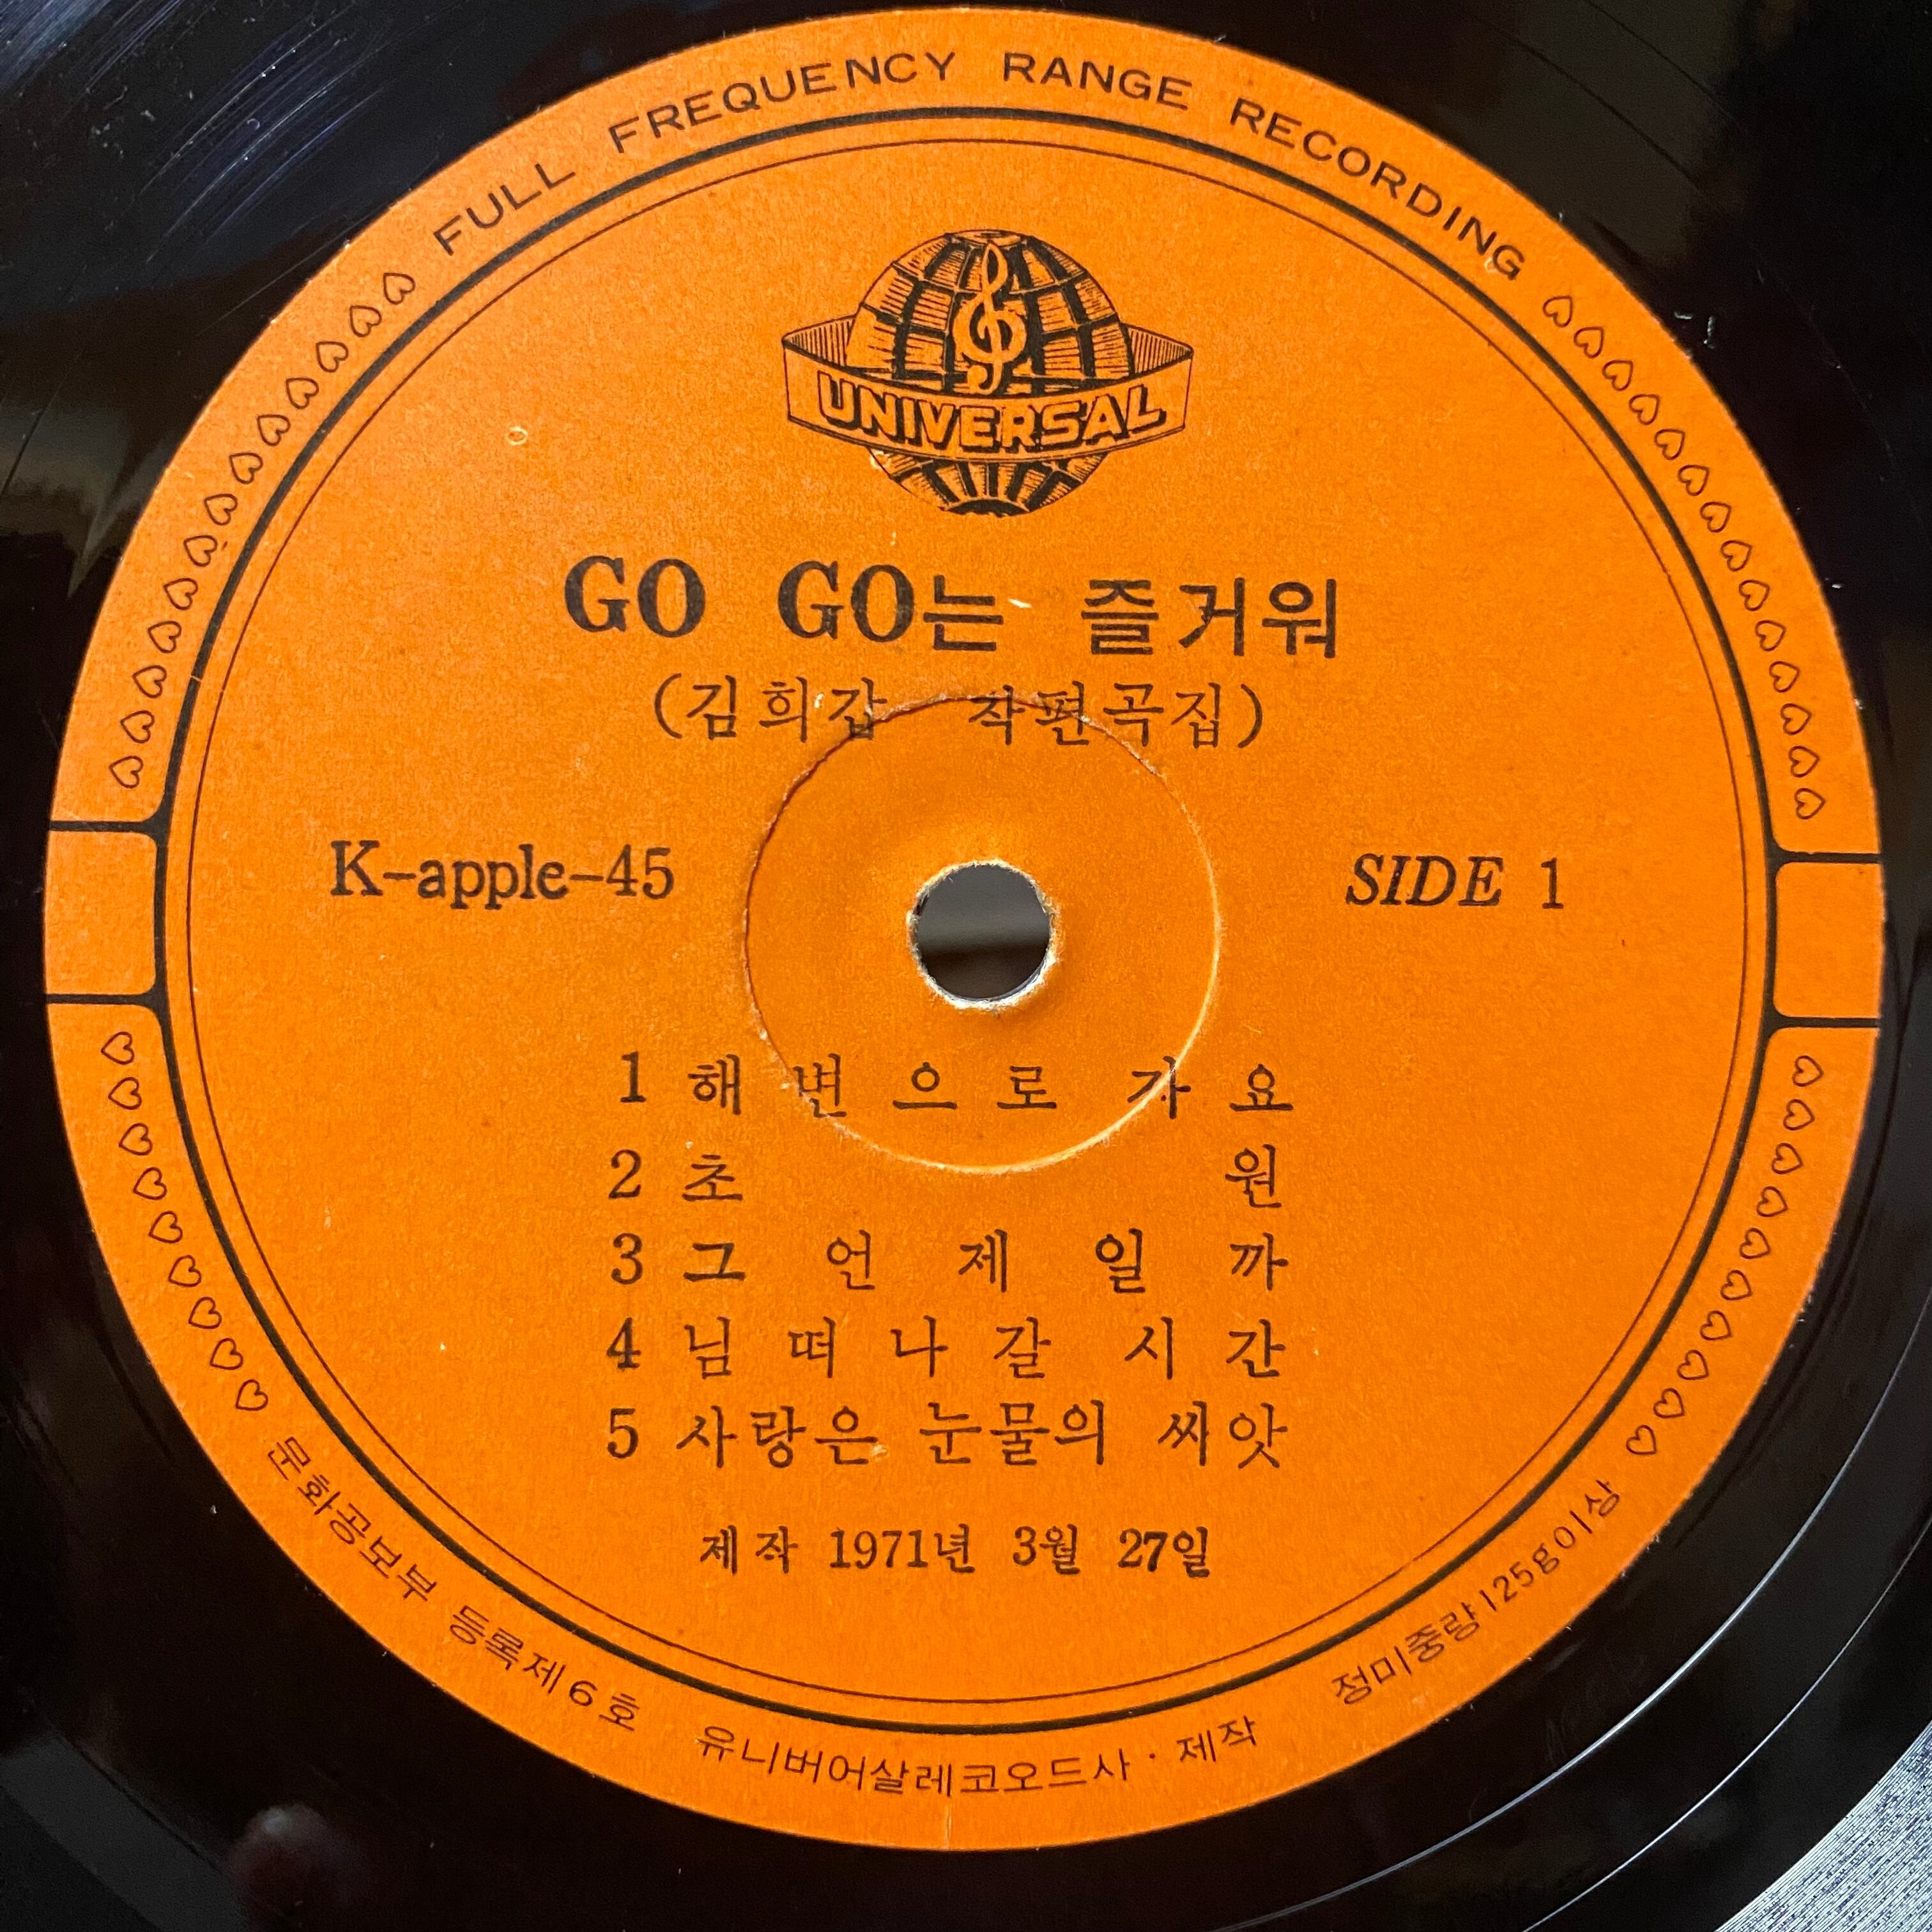 FULL FREQUENCY RANGE RECORDING
UNIVERSAL
GO GO는 즐거워
(김희갑 작편곡집)
K-apple-45
SIDE 1
1 해변으로 가요
2 초원
3 그 언제일까
4 님 떠나갈 시간
5 사랑은 눈물의 씨앗
제작 1971년 3월 27일
문화공보부 등록제6호 유니버어살레코오드사·제작 정미중량125g이상